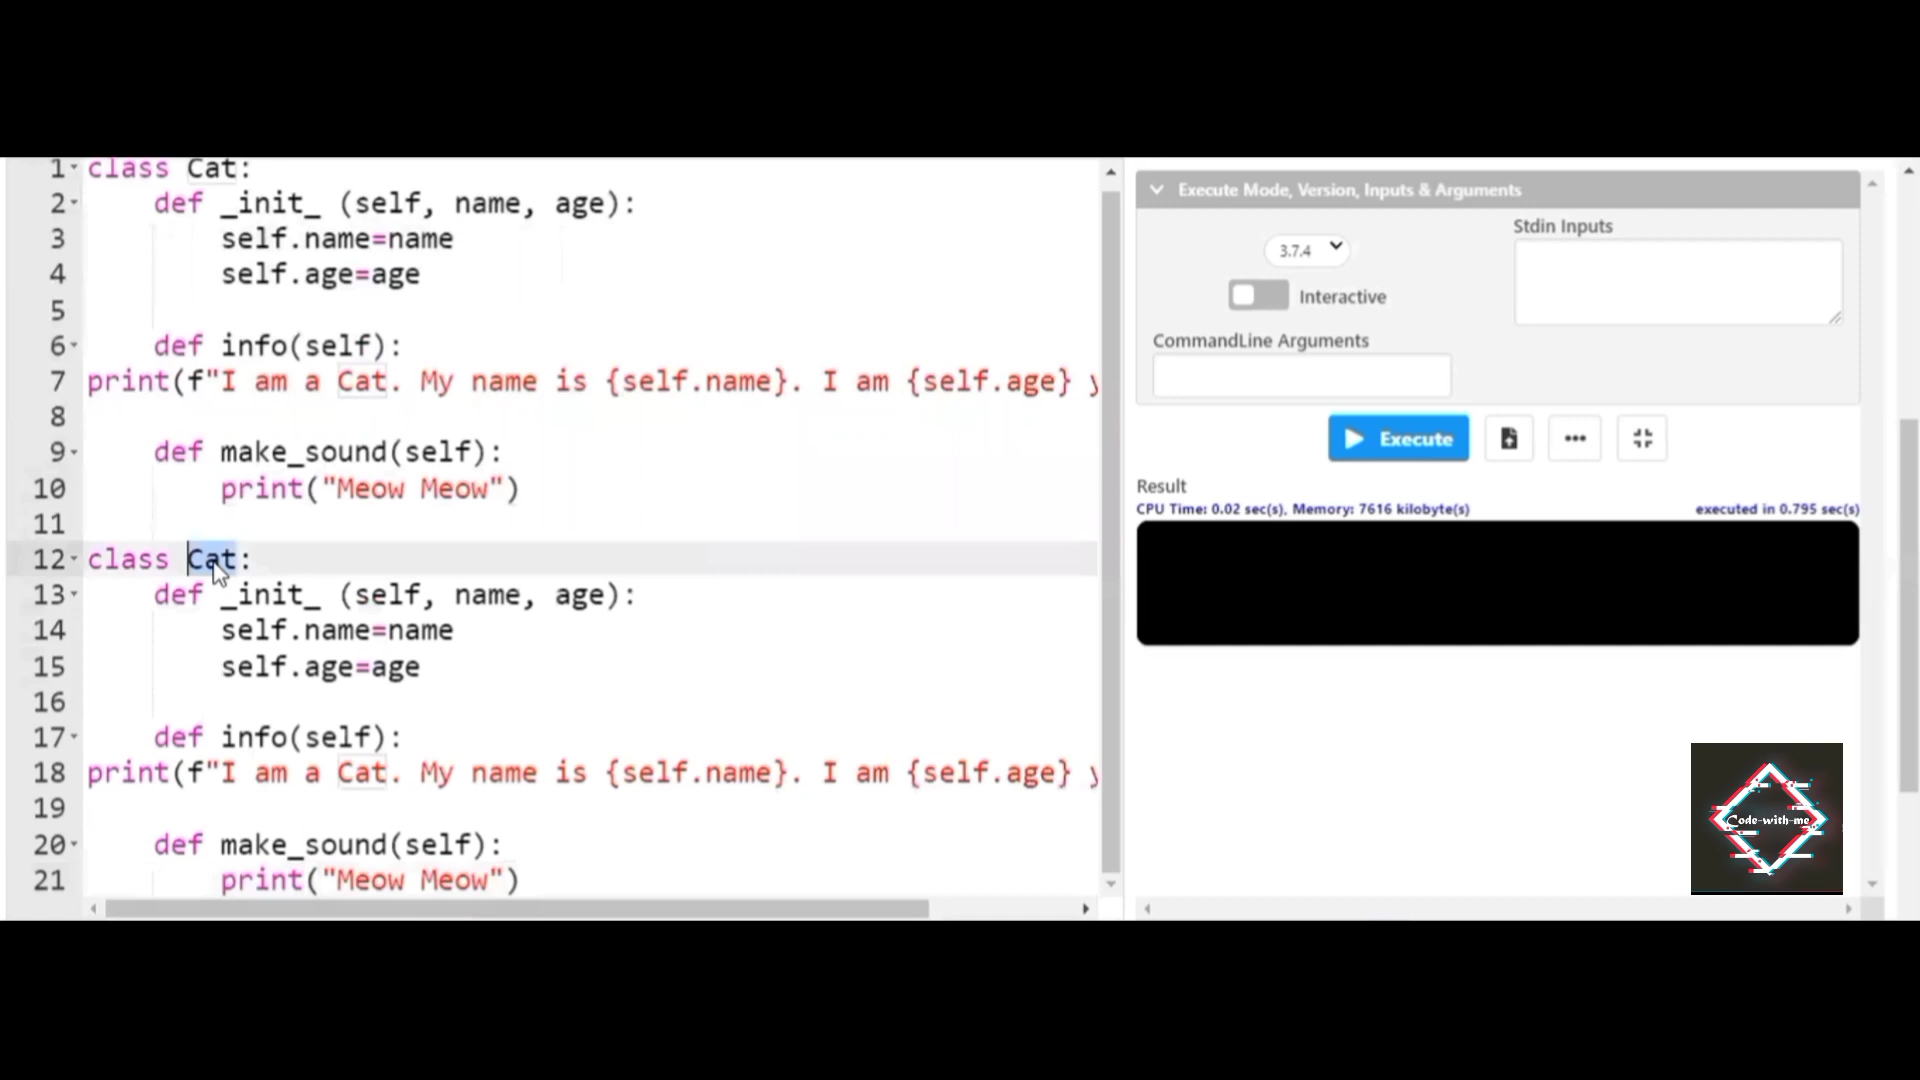 1 class Cat:
2     def _init_ (self, name, age):
3         self.name=name
4         self.age=age
5
6     def info(self):
7 print(f"I am a Cat. My name is {self.name}. I am {self.age} y
8
9     def make_sound(self):
10         print("Meow Meow")
11
12 class Cat:
13     def _init_ (self, name, age):
14         self.name=name
15         self.age=age
16
17     def info(self):
18 print(f"I am a Cat. My name is {self.name}. I am {self.age} y
19
20     def make_sound(self):
21         print("Meow Meow")
Execute Mode, Version, Inputs & Arguments
3.7.4
Interactive
Stdin Inputs
CommandLine Arguments
Execute
Result
CPU Time: 0.02 sec(s), Memory: 7616 kilobyte(s)
executed in 0.795 sec(s)
Code-with-me